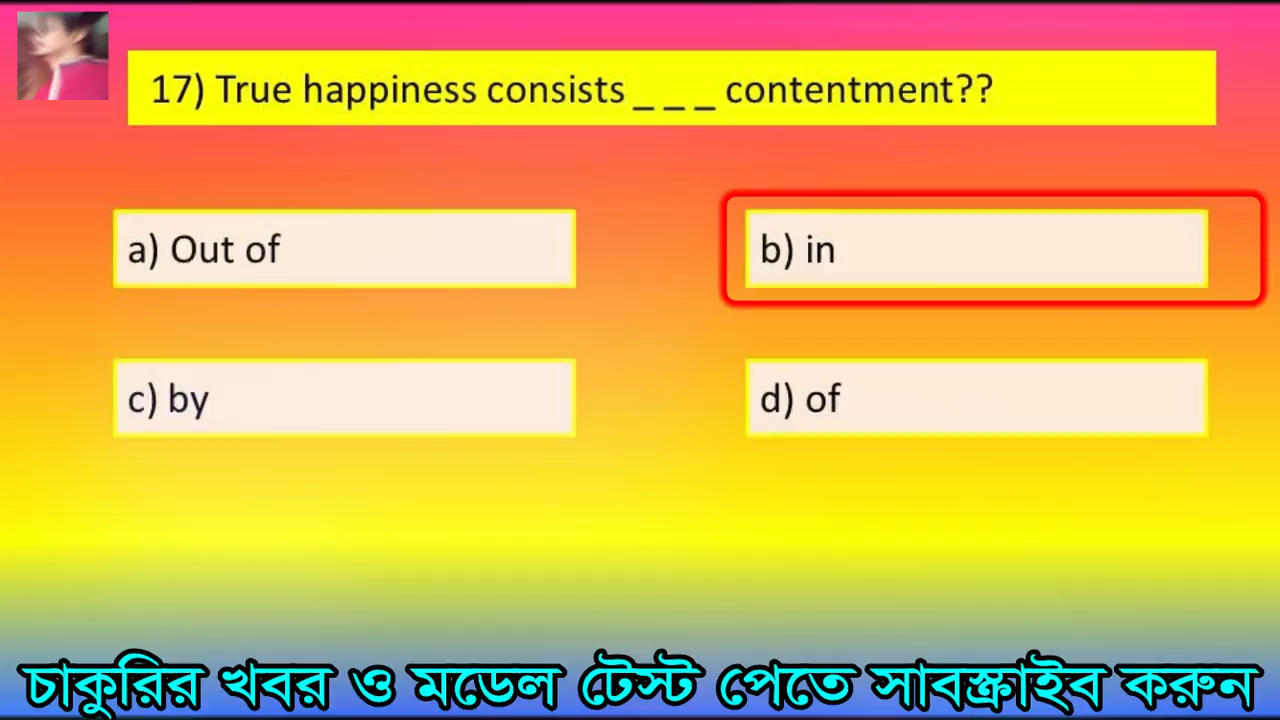 17) True happiness consists _ _ _ contentment??
a) Out of
b) in
c) by
d) of
চাকুরির খবর ও মডেল টেস্ট পেতে সাবস্ক্রাইব করুন